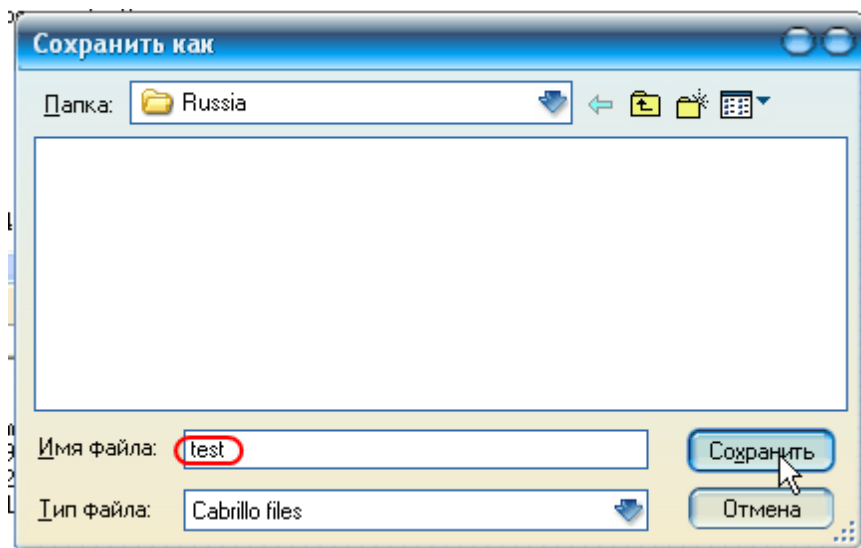 Сохранить как
Папка: Russia
Имя файла: test
Сохранить
Тип файла: Cabrillo files
Отмена